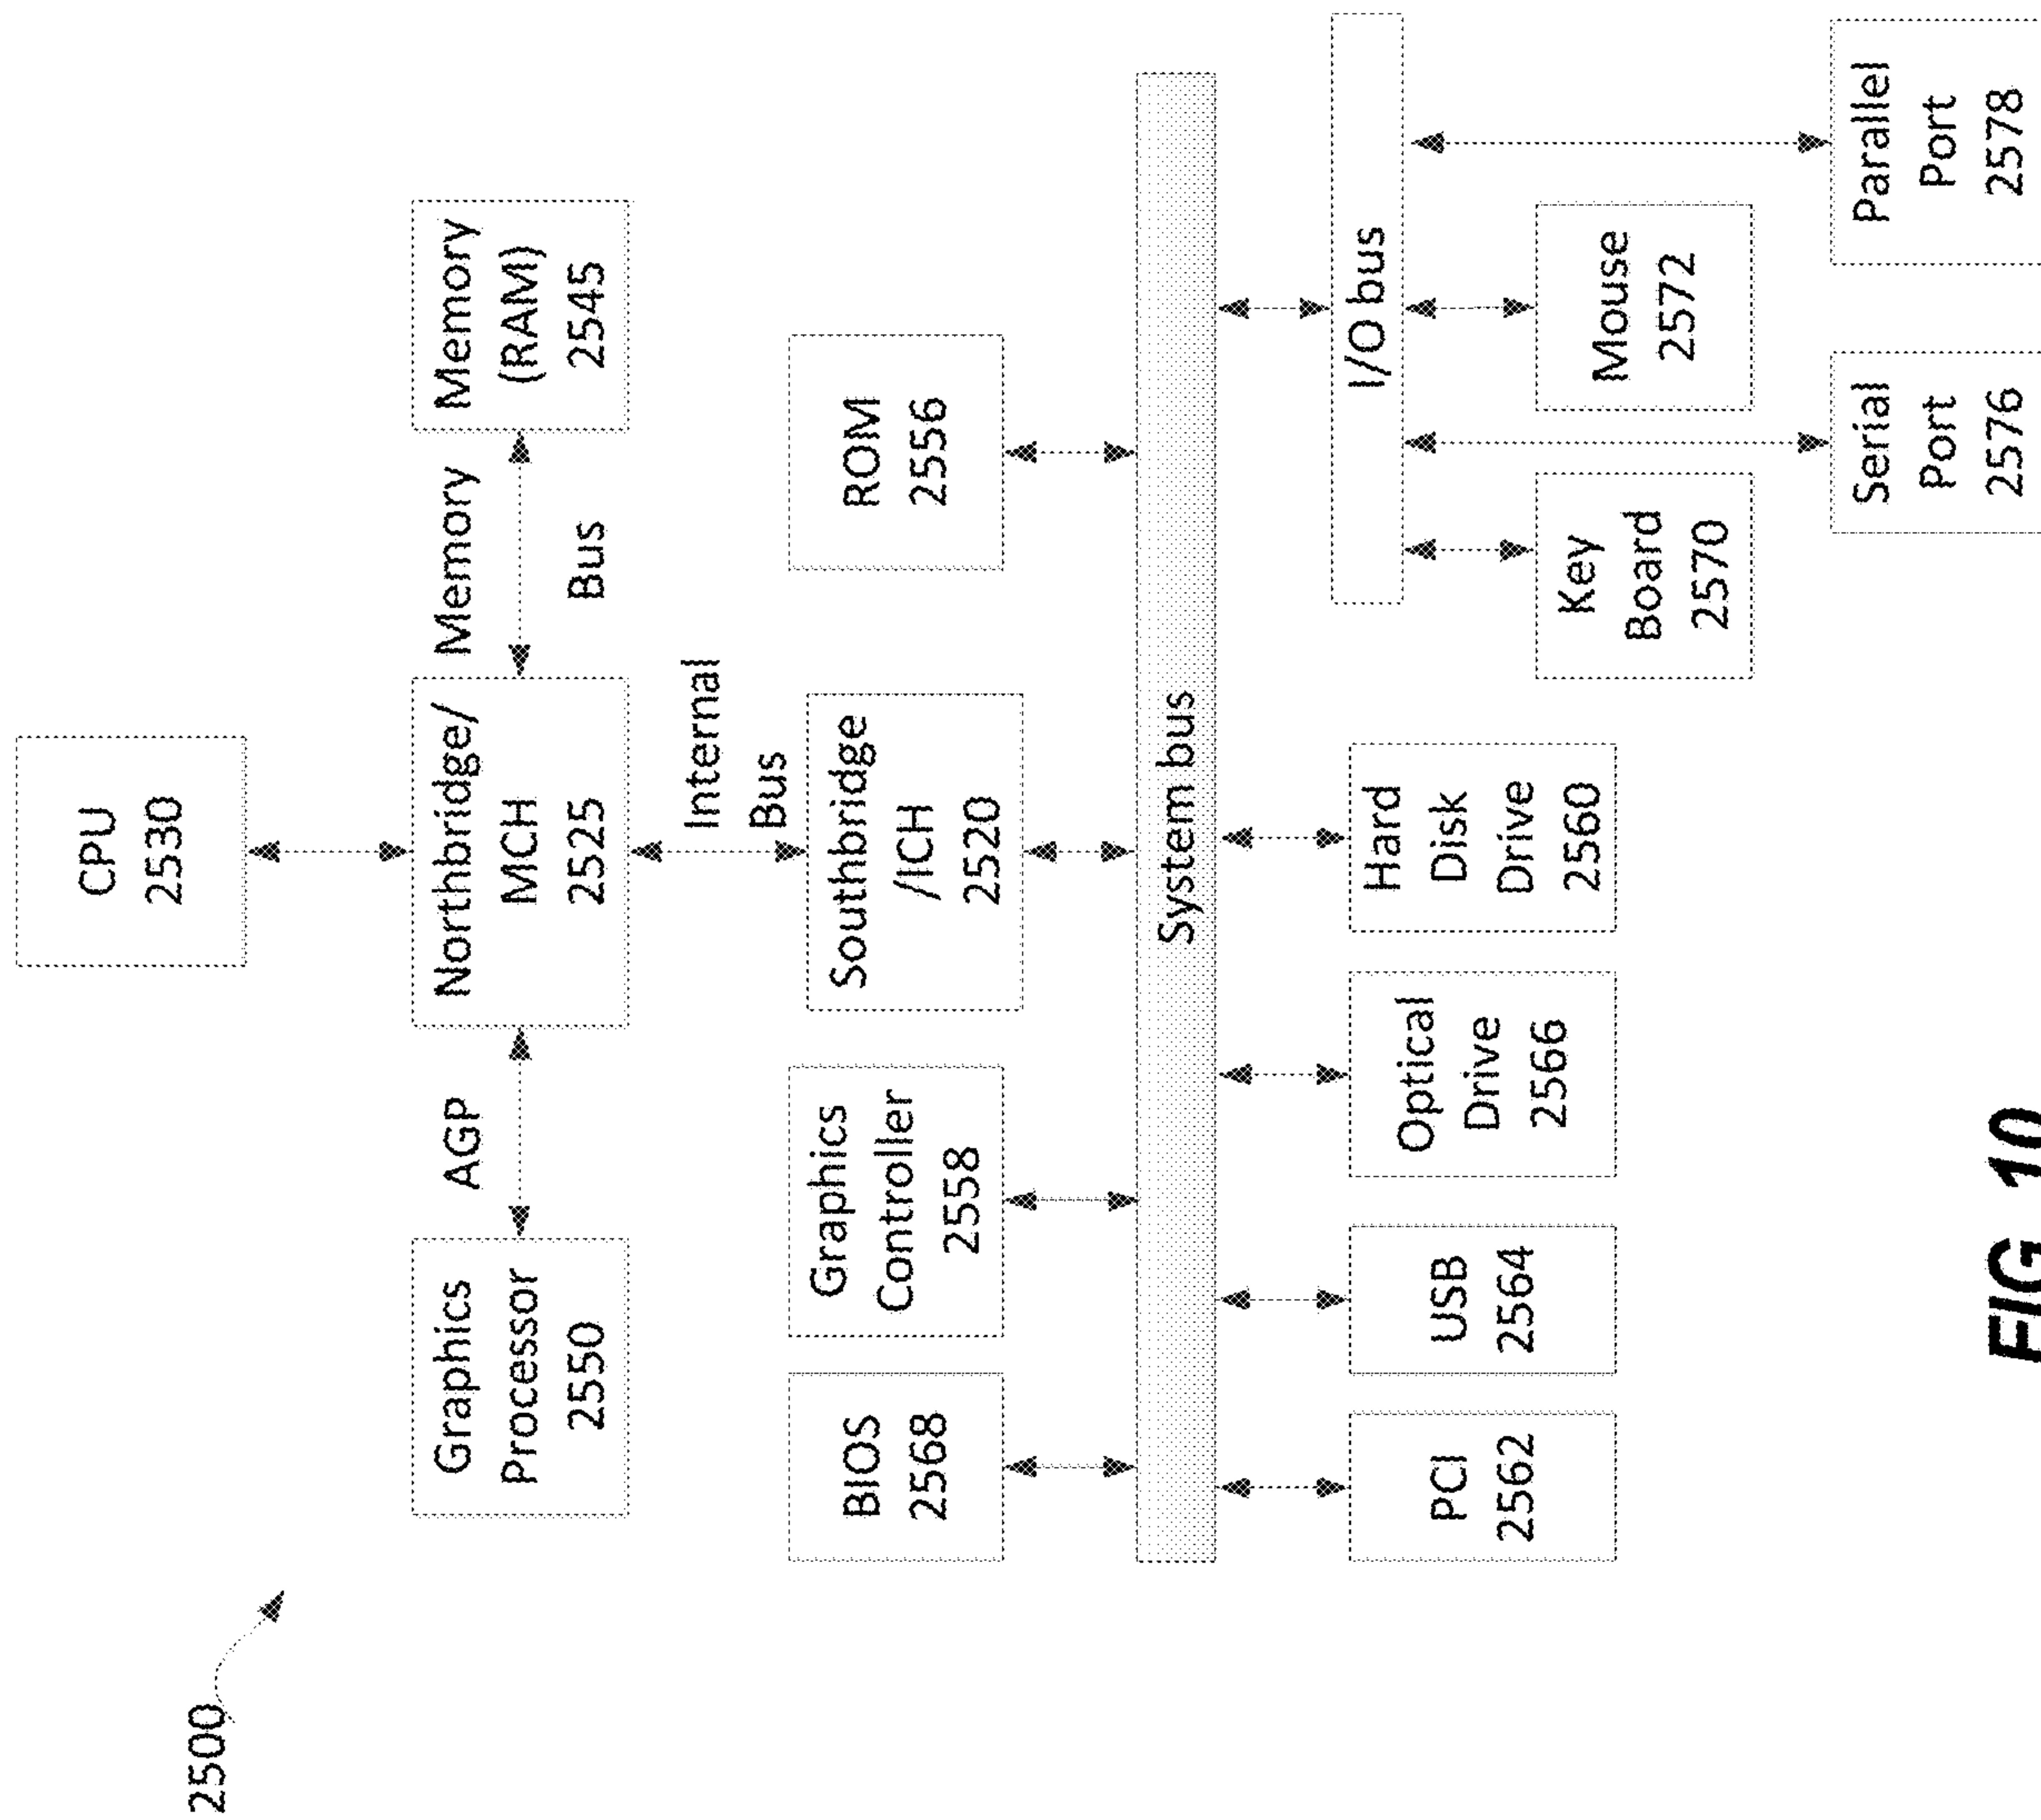 2500
CPU
2530
Graphics
Processor
2550
AGP
Northbridge/
MCH
2525
Memory
Bus
Memory
(RAM)
2545
Internal
Bus
BIOS
2568
Graphics
Controller
2558
Southbridge
/ICH
2520
ROM
2556
System bus
PCI
2562
USB
2564
Optical
Drive
2566
Hard
Disk
Drive
2560
I/O bus
Key
Board
2570
Mouse
2572
Serial
Port
2576
Parallel
Port
2578
FIG 10